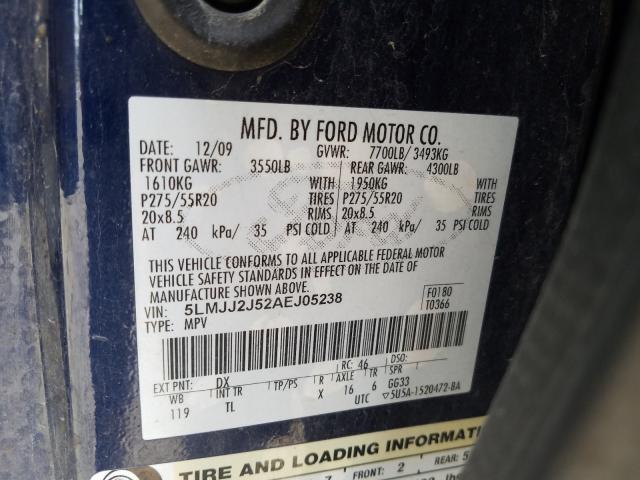 MFD. BY FORD MOTOR CO.
DATE: 12/09 GVWR: 7700LB/ 3493KG
FRONT GAWR: 3550LB REAR GAWR: 4300LB
1610KG WITH 1950KG WITH
P275/55R20 TIRES P275/55R20 TIRES
20x8.5 RIMS 20x8.5 RIMS
AT 240 kPa/ 35 PSI COLD AT 240 kPa/ 35 PSI COLD
THIS VEHICLE CONFORMS TO ALL APPLICABLE FEDERAL MOTOR
VEHICLE SAFETY STANDARDS IN EFFECT ON THE DATE OF
MANUFACTURE SHOWN ABOVE.
VIN: 5LMJJ2J52AEJ05238 F0180
TYPE: MPV T0366
RC: 46 DSO:
EXT PNT: DX
WB INT TR TP/PS R AXLE TR SPR
119 TL X 16 6 GG33
UTC ▽5U5A-1520472-BA
TIRE AND LOADING INFORMATI
FRONT: 2 REAR: 5